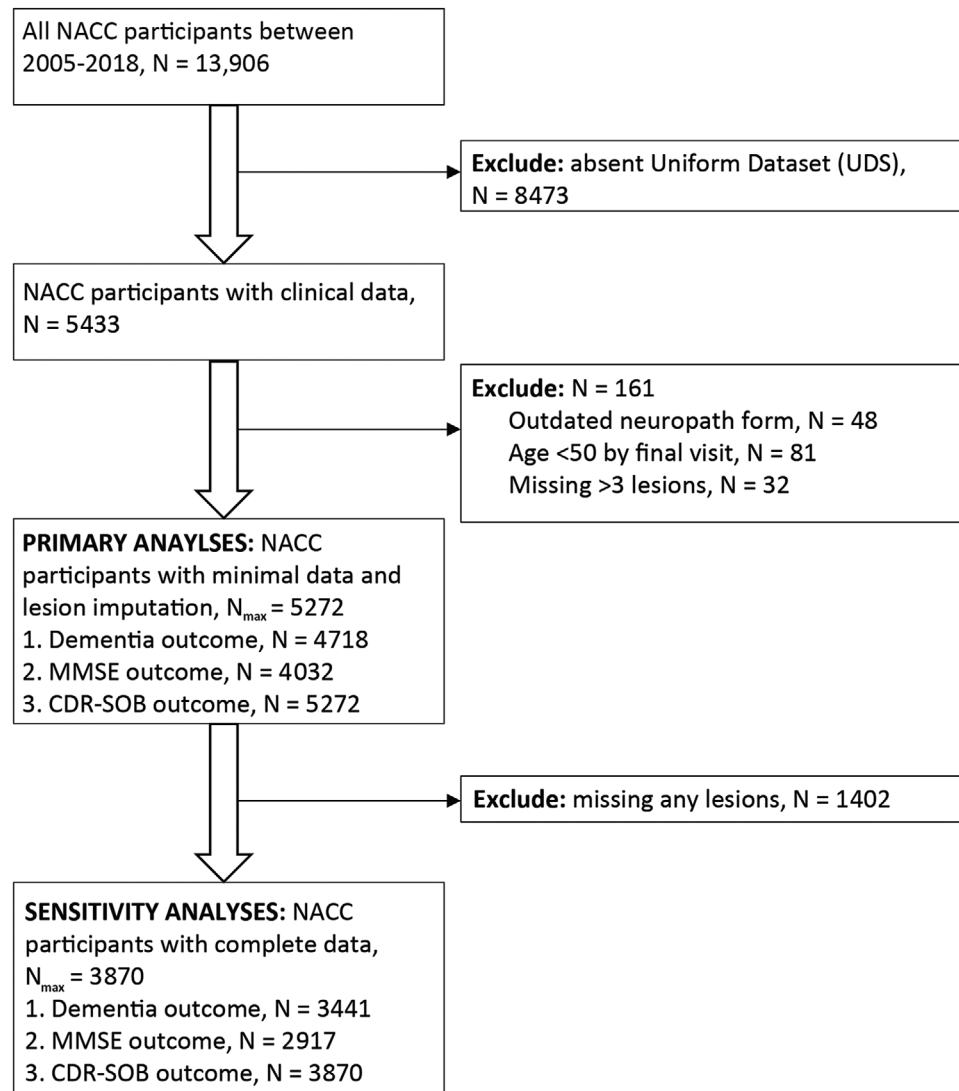 All NACC participants between
2005-2018, N = 13,906
Exclude: absent Uniform Dataset (UDS),
N = 8473
NACC participants with clinical data,
N = 5433
Exclude: N = 161
Outdated neuropath form, N = 48
Age <50 by final visit, N = 81
Missing >3 lesions, N = 32
PRIMARY ANAYLSES: NACC
participants with minimal data and
lesion imputation, Nmax = 5272
1. Dementia outcome, N = 4718
2. MMSE outcome, N = 4032
3. CDR-SOB outcome, N = 5272
Exclude: missing any lesions, N = 1402
SENSITIVITY ANALYSES: NACC
participants with complete data,
Nmax = 3870
1. Dementia outcome, N = 3441
2. MMSE outcome, N = 2917
3. CDR-SOB outcome, N = 3870